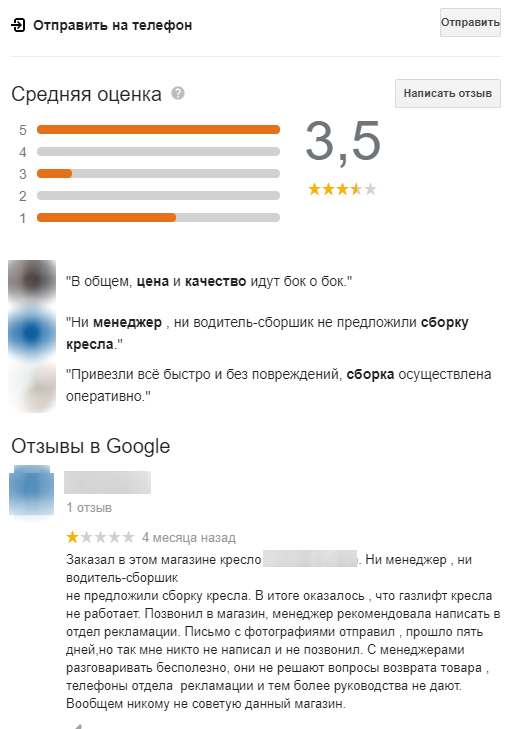 Отправить на телефон
Отправить
Средняя оценка ?
Написать отзыв
5
4
3
2
1
3,5
"В общем, цена и качество идут бок о бок."
"Ни менеджер , ни водитель-сборшик не предложили сборку
кресла."
"Привезли всё быстро и без повреждений, сборка осуществлена
оперативно."
Отзывы в Google
1 отзыв
4 месяца назад
Заказал в этом магазине кресло . Ни менеджер , ни
водитель-сборшик
не предложили сборку кресла. В итоге оказалось , что газлифт кресла
не работает. Позвонил в магазин, менеджер рекомендовала написать в
отдел рекламации. Письмо с фотографиями отправил , прошло пять
дней,но так мне никто не написал и не позвонил. С менеджерами
разговаривать бесполезно, они не решают вопросы возврата товара ,
телефоны отдела рекламации и тем более руководства не дают.
Вообщем никому не советую данный магазин.